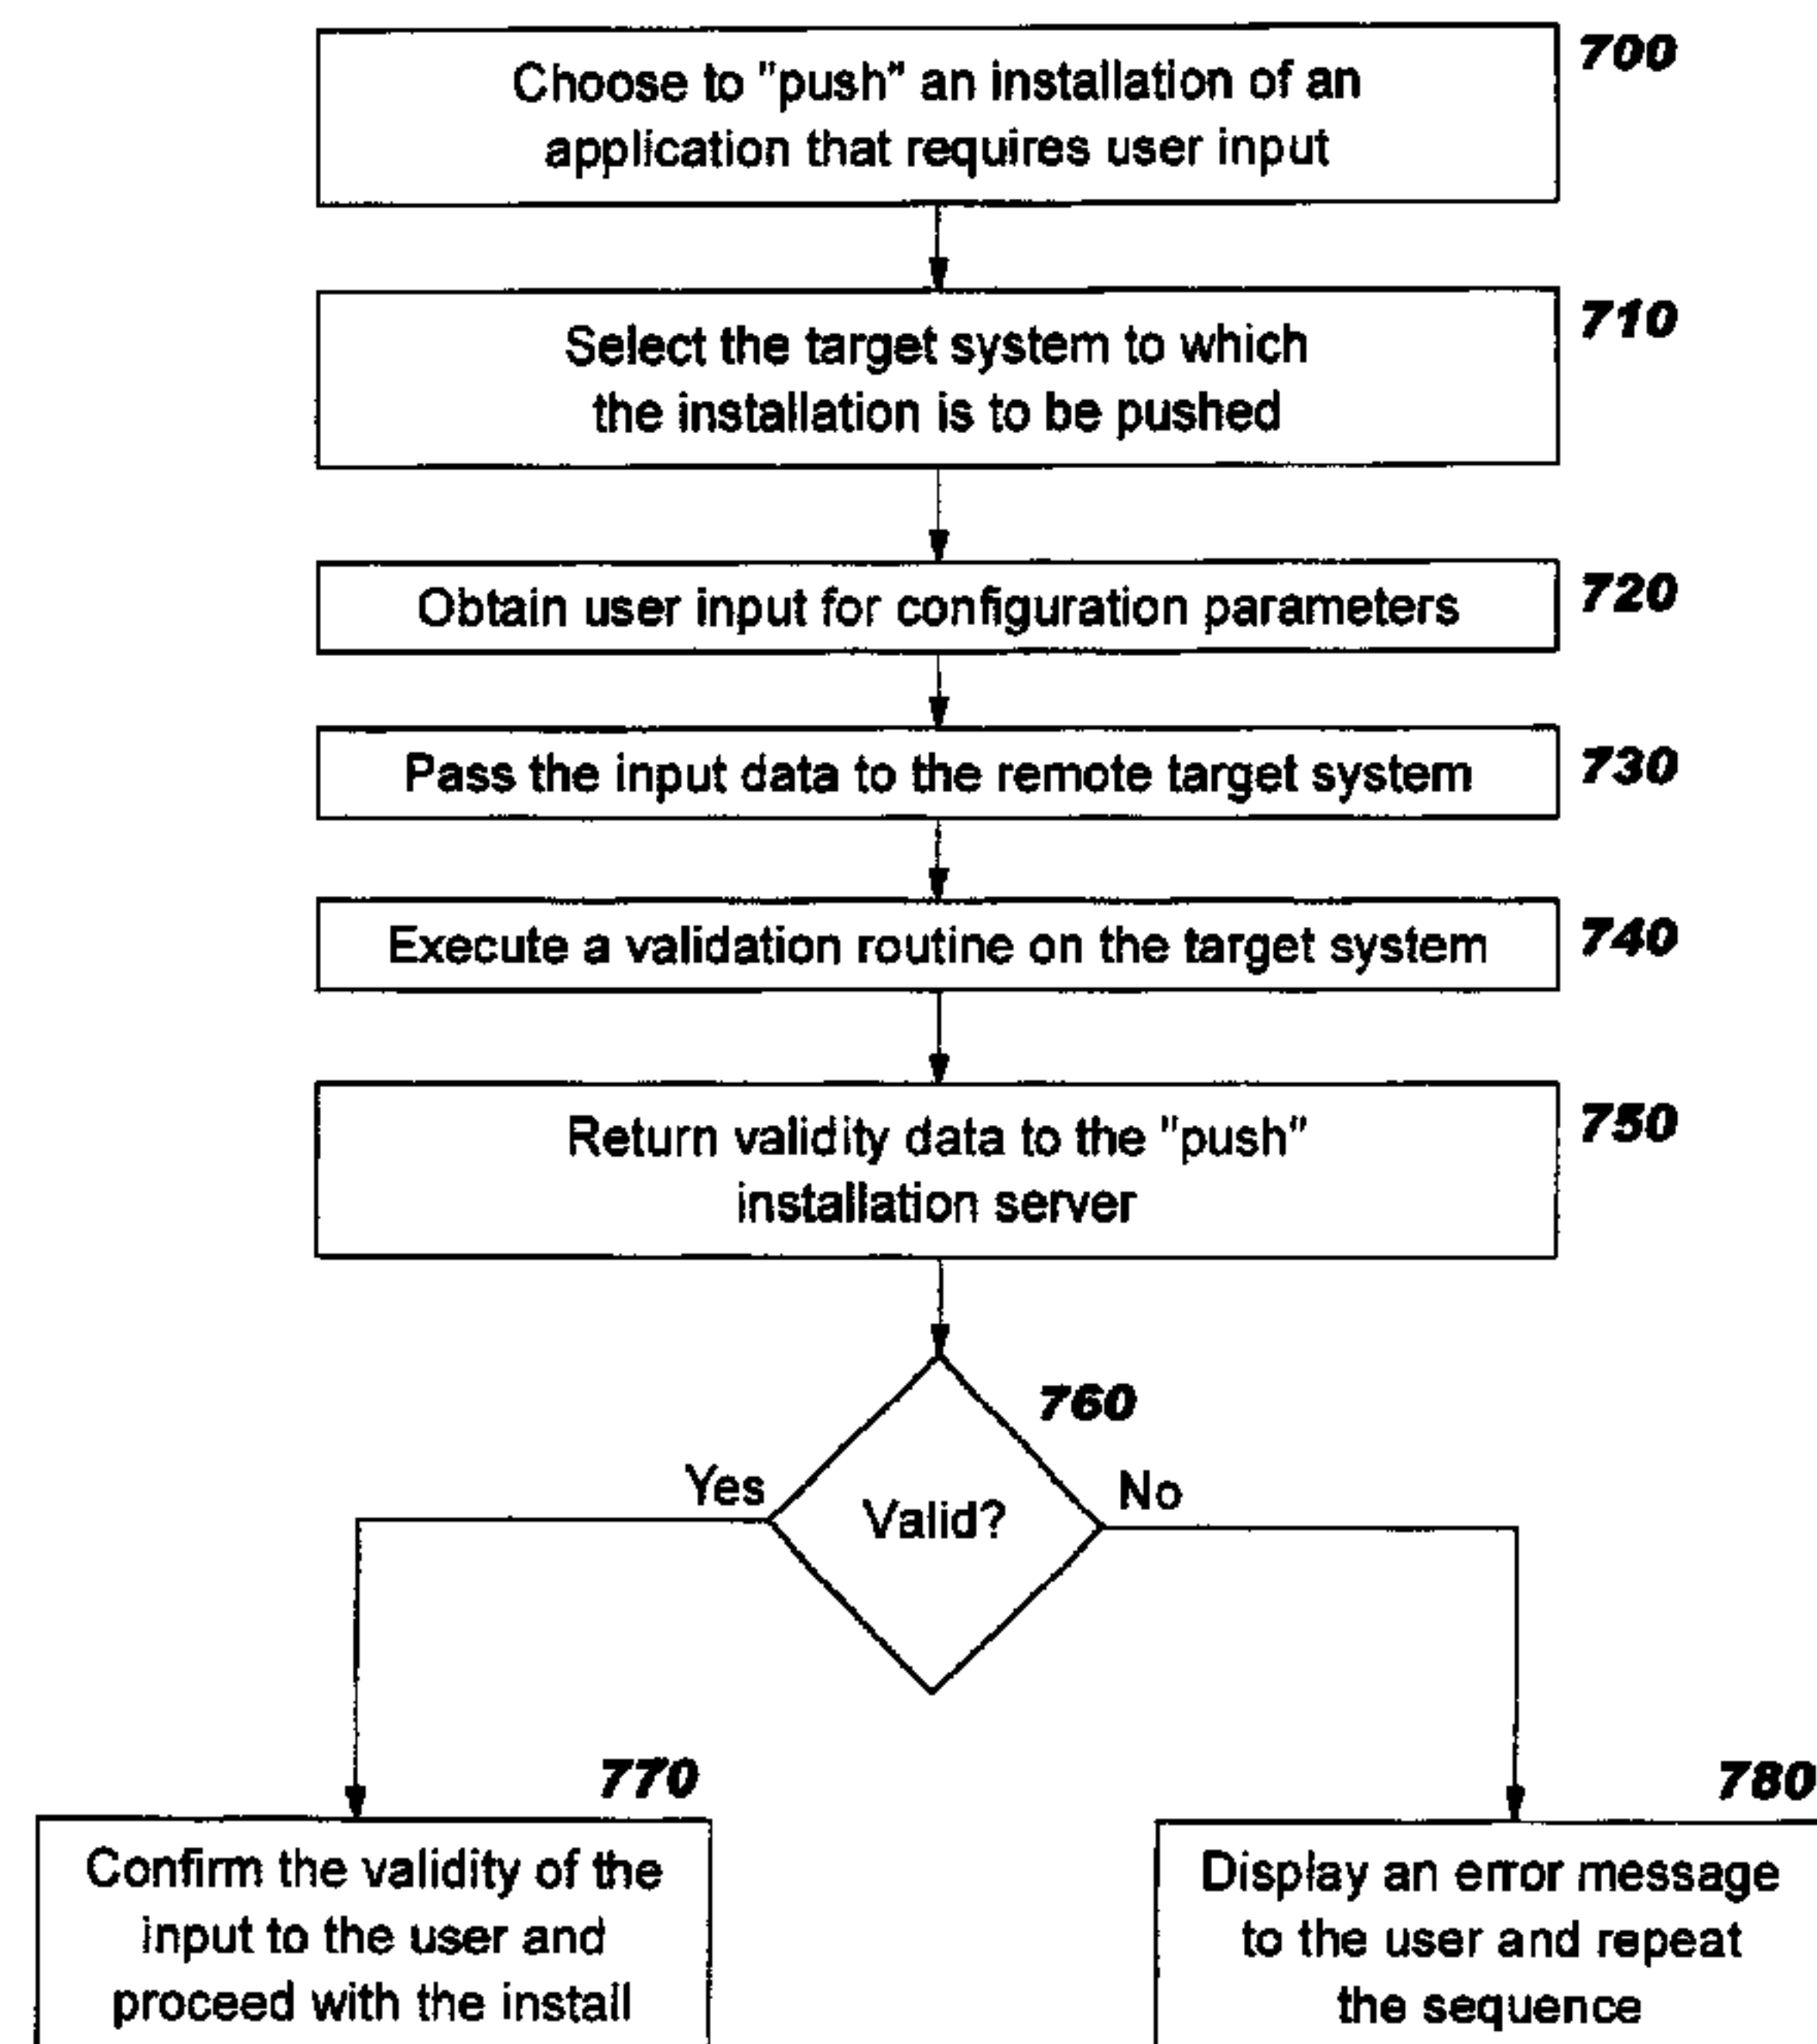 Choose to "push" an installation of an
application that requires user input
700
Select the target system to which
the installation is to be pushed
710
Obtain user input for configuration parameters
720
Pass the input data to the remote target system
730
Execute a validation routine on the target system
740
Return validity data to the "push"
installation server
750
760
Yes
Valid?
No
770
Confirm the validity of the
input to the user and
proceed with the install
780
Display an error message
to the user and repeat
the sequence